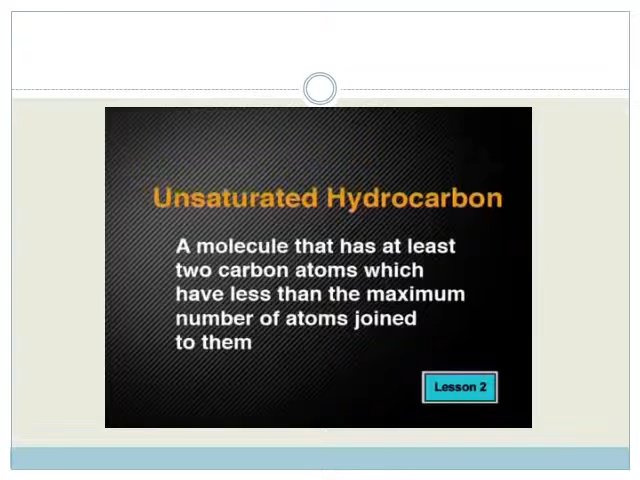 Unsaturated Hydrocarbon
A molecule that has at least
two carbon atoms which
have less than the maximum
number of atoms joined
to them
Lesson 2